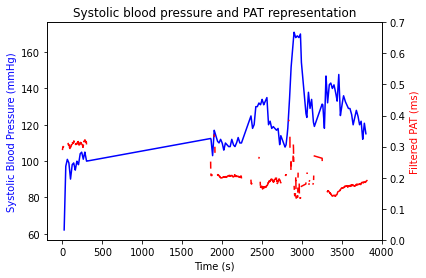 Systolic blood pressure and PAT representation
Systolic Blood Pressure (mmHg)
160
140
120
100
80
60
0.7
0.6
0.5
0.4
0.3
0.2
0.1
0.0
Filtered PAT (ms)
0 500 1000 1500 2000 2500 3000 3500 4000
Time (s)